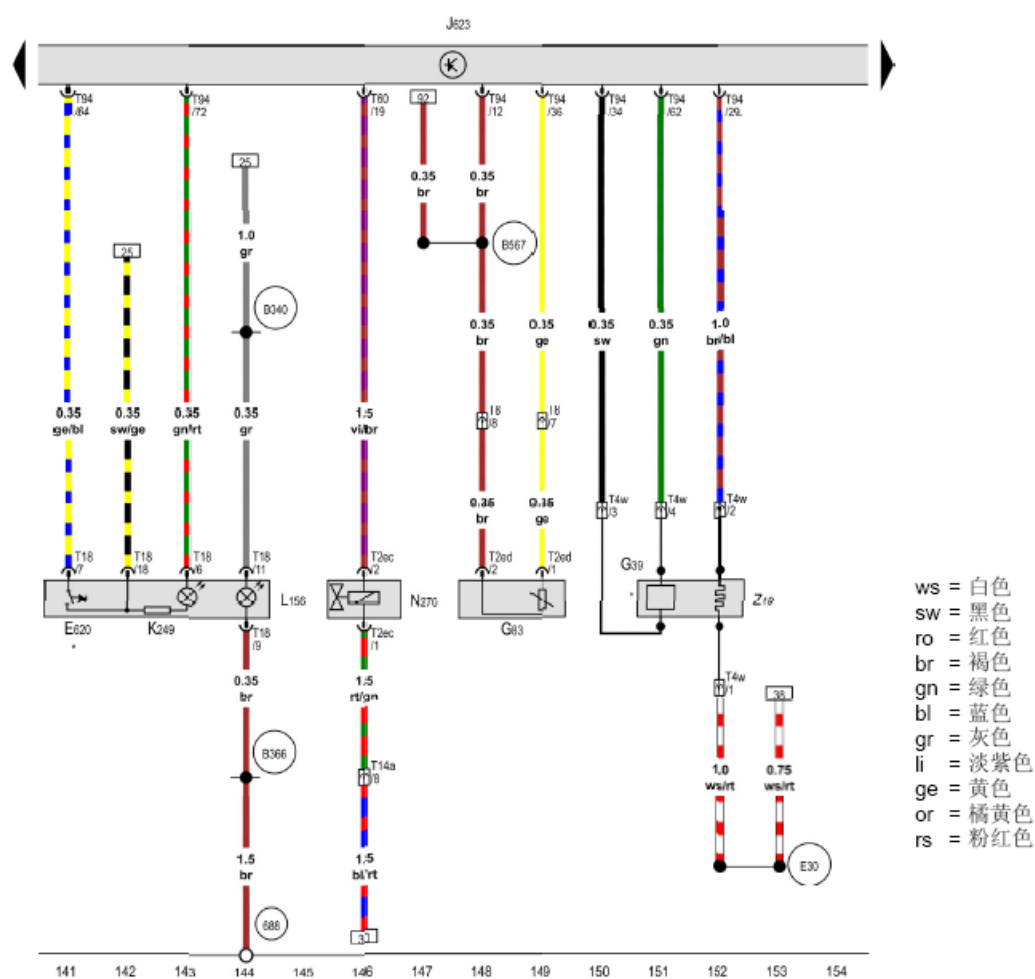 J623
T94
/64
T94
/72
T60
/19
92
T94
/12
T94
/36
T94
/34
T94
/62
T94
/29
25
25
0.35
br
0.35
br
1.0
gr
B567
B340
0.35
br
0.35
ge
0.35
sw
0.35
gn
1.0
br/bl
0.35
ge/bl
0.35
sw/ge
0.35
gn/rt
0.35
gr
1.5
vi/br
/8
/7
0.35
br
0.35
ge
T4w
/3
T4w
/4
T4w
/2
T18
/7
T18
/18
T18
/6
T18
/11
T2ec
/2
T2ed
/2
T2ed
/1
G39
L156
N270
Z19
E620
K249
G83
*
*
T18
/9
T2ec
/1
0.35
br
1.5
rt/gn
T4w
/1
38
B366
T14a
/8
1.0
ws/rt
0.75
ws/rt
1.5
br
1.5
bl/rt
E30
688
141 142 143 144 145 146 147 148 149 150 151 152 153 154
ws = 白色
sw = 黑色
ro = 红色
br = 褐色
gn = 绿色
bl = 蓝色
gr = 灰色
li = 淡紫色
ge = 黄色
or = 橘黄色
rs = 粉红色